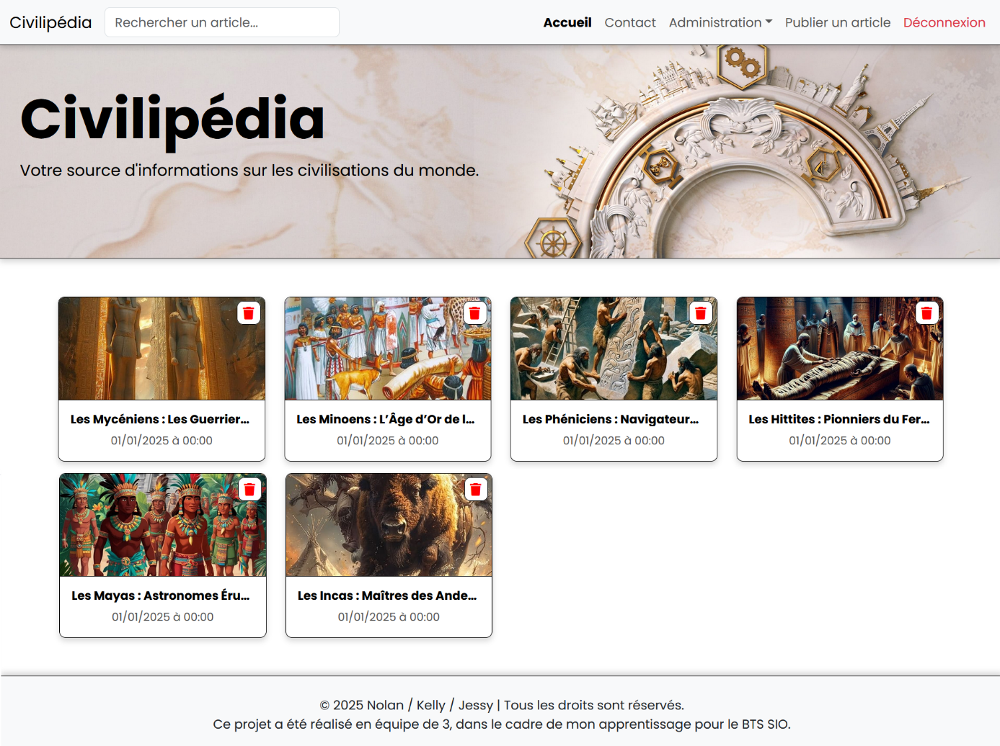 Civilipédia
Rechercher un article...
Accueil
Contact
Administration
Publier un article
Déconnexion
Civilipédia
Votre source d'informations sur les civilisations du monde.
Les Mycéniens : Les Guerrier...
01/01/2025 à 00:00
Les Minoens : L’Âge d’Or de l...
01/01/2025 à 00:00
Les Phéniciens : Navigateur...
01/01/2025 à 00:00
Les Hittites : Pionniers du Fer...
01/01/2025 à 00:00
Les Mayas : Astronomes Éru...
01/01/2025 à 00:00
Les Incas : Maîtres des Ande...
01/01/2025 à 00:00
© 2025 Nolan / Kelly / Jessy | Tous les droits sont réservés.
Ce projet a été réalisé en équipe de 3, dans le cadre de mon apprentissage pour le BTS SIO.